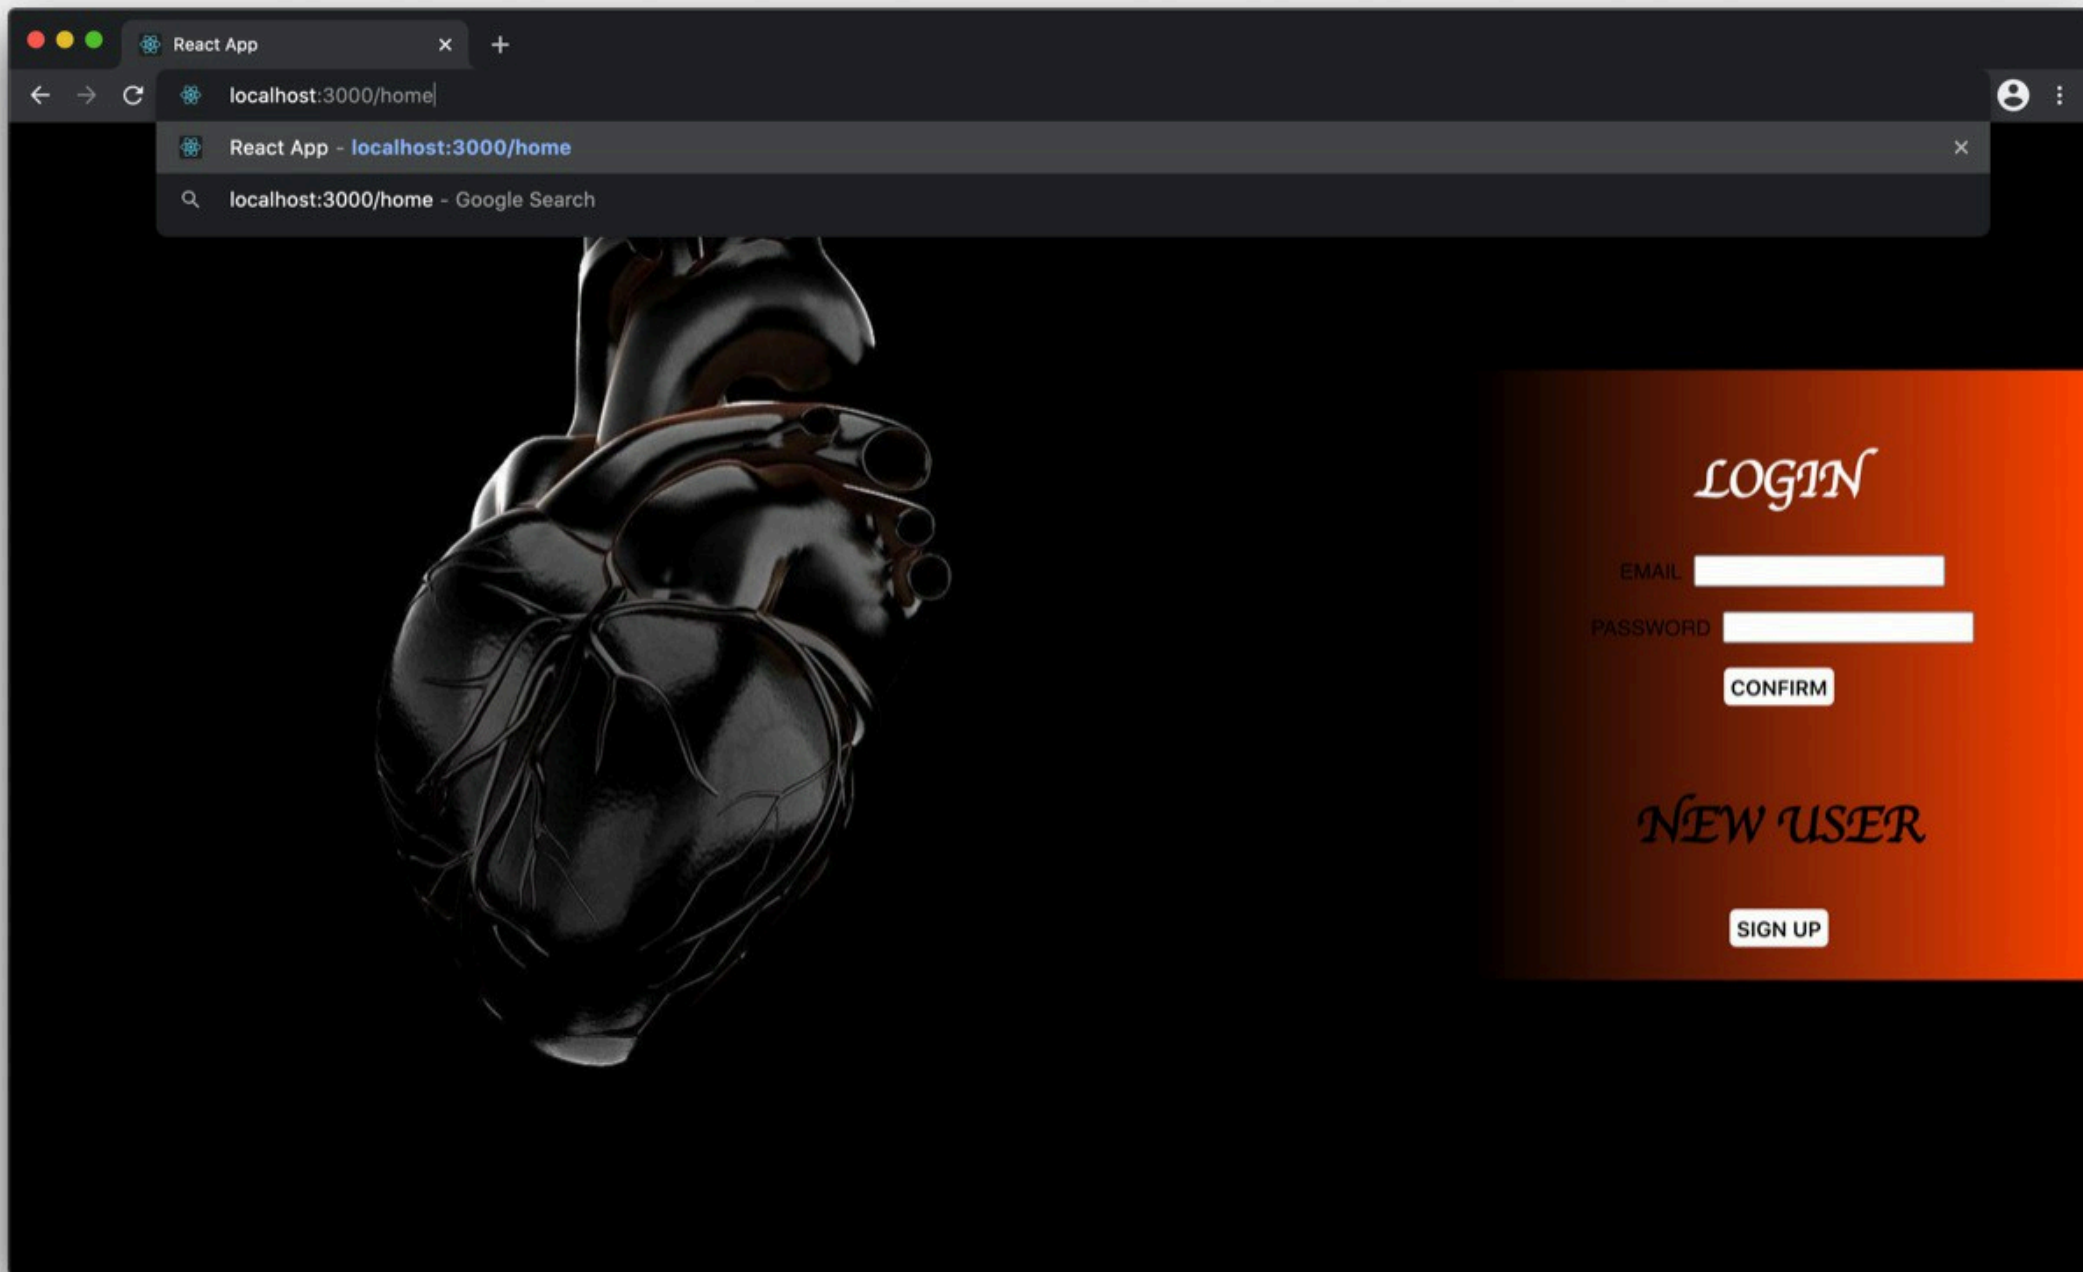 React App
localhost:3000/home
React App - localhost:3000/home
localhost:3000/home - Google Search
LOGIN
EMAIL
PASSWORD
CONFIRM
NEW USER
SIGN UP